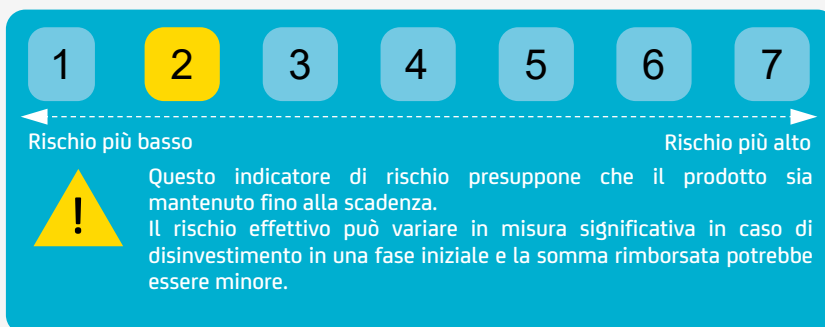 1 2 3 4 5 6 7
Rischio più basso Rischio più alto
!
Questo indicatore di rischio presuppone che il prodotto sia
mantenuto fino alla scadenza.
Il rischio effettivo può variare in misura significativa in caso di
disinvestimento in una fase iniziale e la somma rimborsata potrebbe
essere minore.